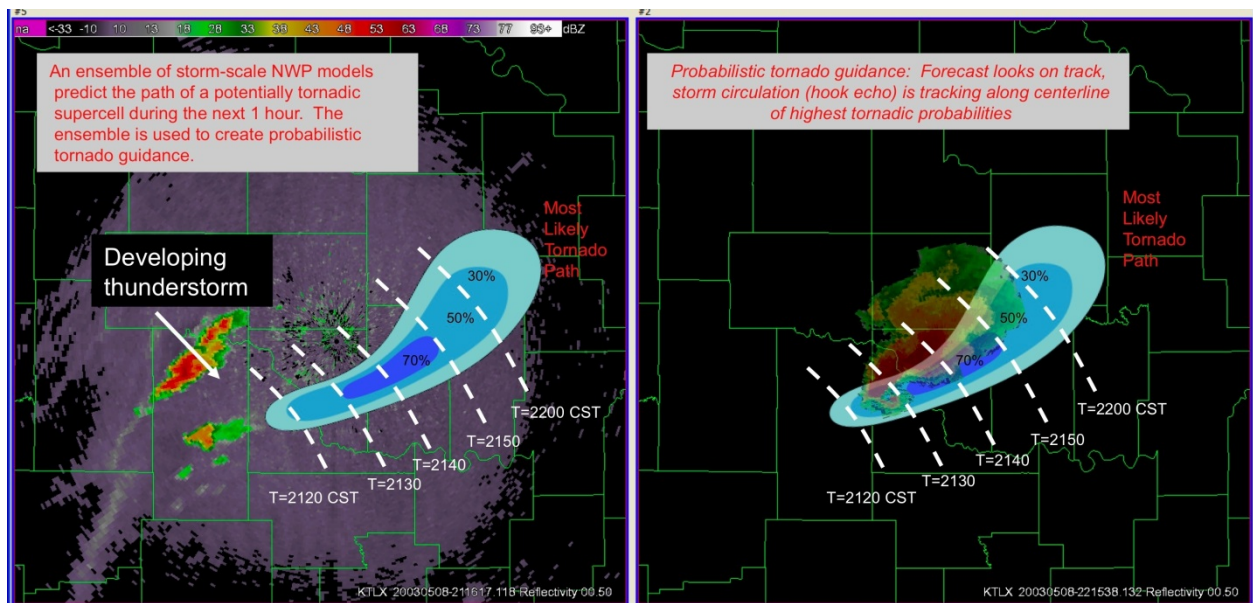 #5
na <-33 -10 10 13 18 28 33 38 43 48 53 63 68 73 77 93+ dBZ
An ensemble of storm-scale NWP models
predict the path of a potentially tornadic
supercell during the next 1 hour. The
ensemble is used to create probabilistic
tornado guidance.
Developing
thunderstorm
Most
Likely
Tornado
Path
30%
50%
70%
T=2200 CST
T=2150
T=2140
T=2130
T=2120 CST
KTLX 20030508-211617.118 Reflectivity 00.50
#2
Probabilistic tornado guidance: Forecast looks on track,
storm circulation (hook echo) is tracking along centerline
of highest tornadic probabilities
Most
Likely
Tornado
Path
30%
50%
70%
T=2200 CST
T=2150
T=2140
T=2130
T=2120 CST
KTLX 20030508-221538.132 Reflectivity 00.50